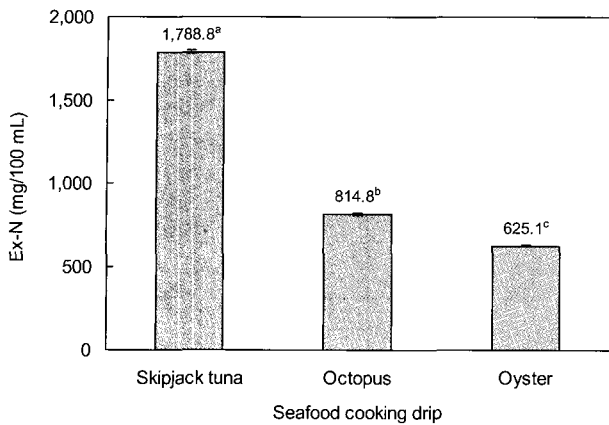 2,000
1,788.8ᵃ
1,500
Ex-N (mg/100 mL)
1,000
814.8ᵇ
625.1ᶜ
500
0
Skipjack tuna Octopus Oyster
Seafood cooking drip